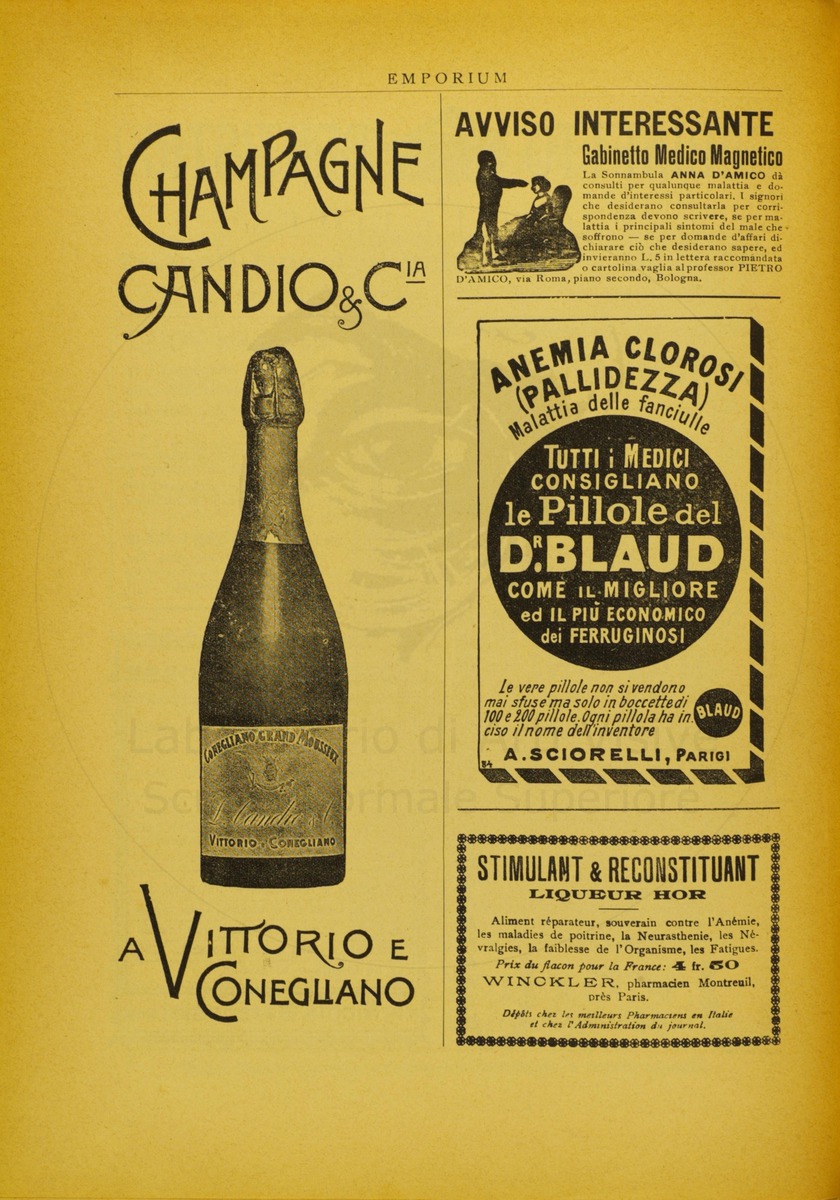 EMPORIUM
CHAMPAGNE
CANDIO & CIA
CONEGLIANO GRAND MOUSSEUX
L. Candio &
VITTORIO e CONEGLIANO
A VITTORIO E
CONEGLIANO
AVVISO INTERESSANTE
Gabinetto Medico Magnetico
La Sonnambula ANNA D'AMICO dà
consulti per qualunque malattia e do-
mande d'interessi particolari. I signori
che desiderano consultarla per corri-
spondenza devono scrivere, se per ma-
lattia i principali sintomi del male che
soffrono — se per domande d'affari di-
chiarare ciò che desiderano sapere, ed
invieranno L. 5 in lettera raccomandata
o cartolina vaglia al professor PIETRO
D'AMICO, via Roma, piano secondo, Bologna.
ANEMIA CLOROSI
(PALLIDEZZA)
Malattia delle fanciulle
TUTTI i MEDICI
CONSIGLIANO
le Pillole del
DR. BLAUD
COME IL MIGLIORE
ed IL PIÙ ECONOMICO
dei FERRUGINOSI
Le vere pillole non si vendono
mai sfuse ma solo in boccette di
100 e 200 pillole. Ogni pillola ha in
ciso il nome dell'inventore
BLAUD
A. SCIORELLI, PARIGI
84
STIMULANT & RECONSTITUANT
LIQUEUR HOR
Aliment réparateur, souverain contre l'Anémie,
les maladies de poitrine, la Neurasthenie, les Né-
vralgies, la faiblesse de l'Organisme, les Fatigues.
Prix du flacon pour la France: 4 fr. 50
WINCKLER, pharmacien Montreuil,
près Paris.
Dépôts chez les meilleurs Pharmaciens en Italie
et chez l'Administration du journal.